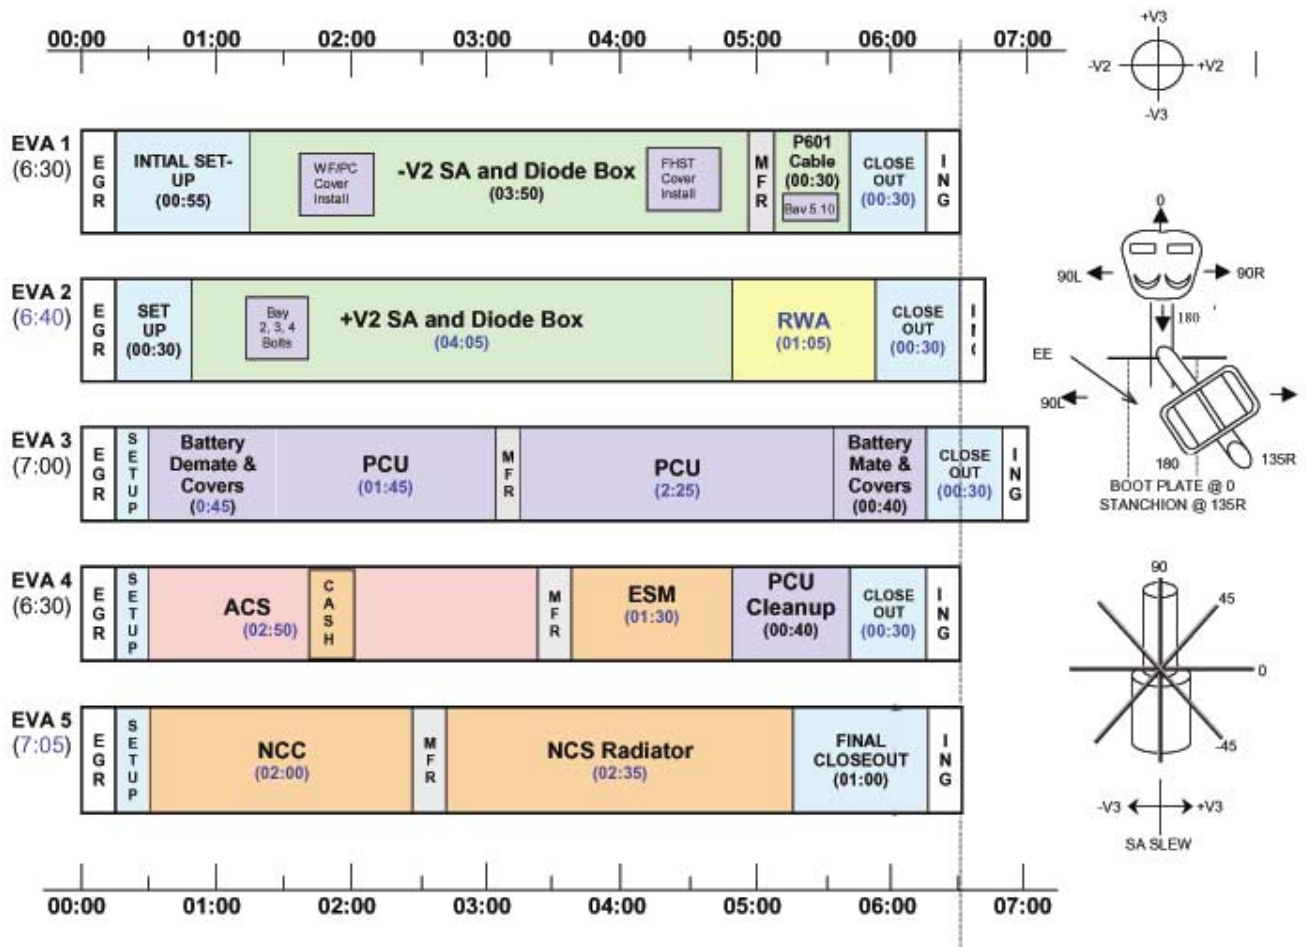 00:00 01:00 02:00 03:00 04:00 05:00 06:00 07:00
+V3
-V2
+V2
-V3
EVA 1
(6:30)
EGR
INTIAL SET-
UP
(00:55)
WF/PC
Cover
Install
-V2 SA and Diode Box
(03:50)
FHST
Cover
Install
MFR
P601
Cable
(00:30)
Bay 5,10
CLOSE
OUT
(00:30)
ING
EVA 2
(6:40)
EGR
SET
UP
(00:30)
Bay
2, 3, 4
Bolts
+V2 SA and Diode Box
(04:05)
RWA
(01:05)
CLOSE
OUT
(00:30)
0
90L
90R
180
EE
90L
180
135R
BOOT PLATE @ 0
STANCHION @ 135R
EVA 3
(7:00)
EGR
SETUP
Battery
Demate &
Covers
(0:45)
PCU
(01:45)
MFR
PCU
(2:25)
Battery
Mate &
Covers
(00:40)
CLOSE
OUT
(00:30)
ING
EVA 4
(6:30)
EGR
SETUP
ACS
(02:50)
CASH
MFR
ESM
(01:30)
PCU
Cleanup
(00:40)
CLOSE
OUT
(00:30)
ING
90
45
0
-45
-V3
+V3
SA SLEW
EVA 5
(7:05)
EGR
SETUP
NCC
(02:00)
MFR
NCS Radiator
(02:35)
FINAL
CLOSEOUT
(01:00)
ING
00:00 01:00 02:00 03:00 04:00 05:00 06:00 07:00